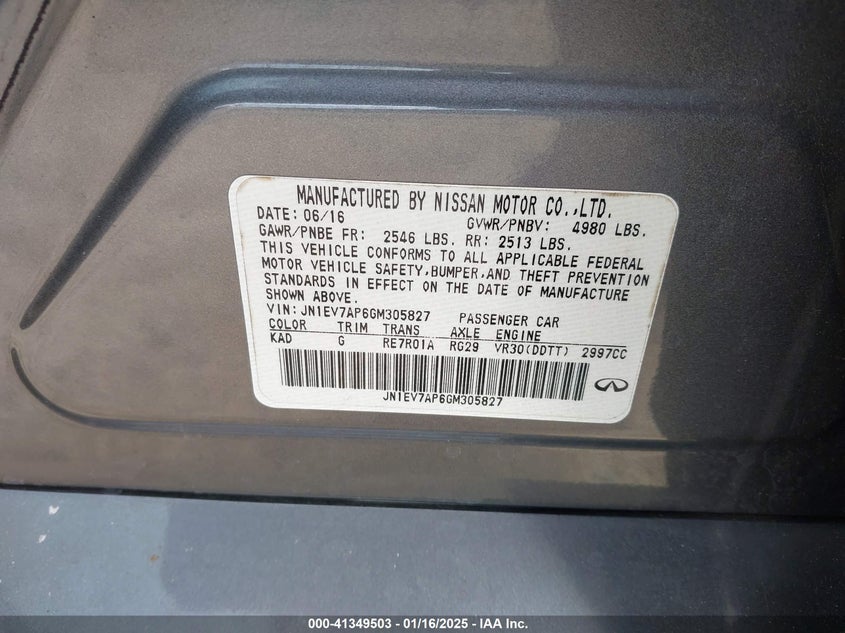 MANUFACTURED BY NISSAN MOTOR CO.,LTD.
DATE: 06/16 GVWR/PNBV: 4980 LBS.
GAWR/PNBE FR: 2546 LBS. RR: 2513 LBS.
THIS VEHICLE CONFORMS TO ALL APPLICABLE FEDERAL
MOTOR VEHICLE SAFETY,BUMPER,AND THEFT PREVENTION
STANDARDS IN EFFECT ON THE DATE OF MANUFACTURE
SHOWN ABOVE.
VIN: JN1EV7AP6GM305827 PASSENGER CAR
COLOR TRIM TRANS AXLE ENGINE
KAD G RE7R01A RG29 VR30(DDTT) 2997CC
JN1EV7AP6GM305827
000-41349503 - 01/16/2025 - IAA Inc.